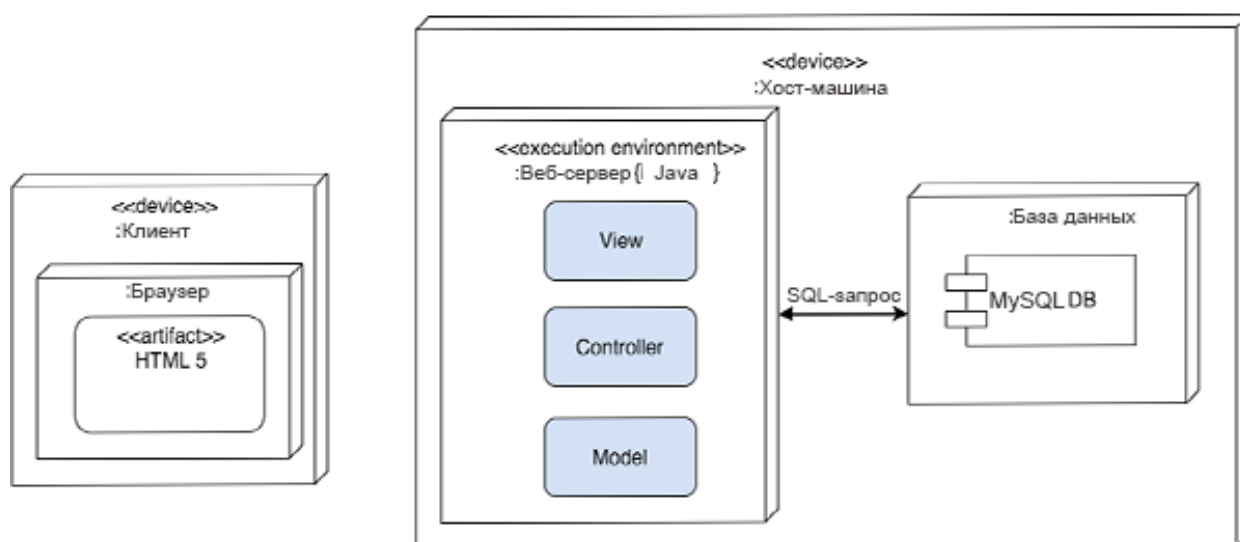 <<device>>
:Хост-машина
<<execution environment>>
:Веб-сервер{| Java }
View
Controller
Model
<<device>>
:Клиент
:Браузер
<<artifact>>
HTML 5
SQL-запрос
:База данных
MySQL DB